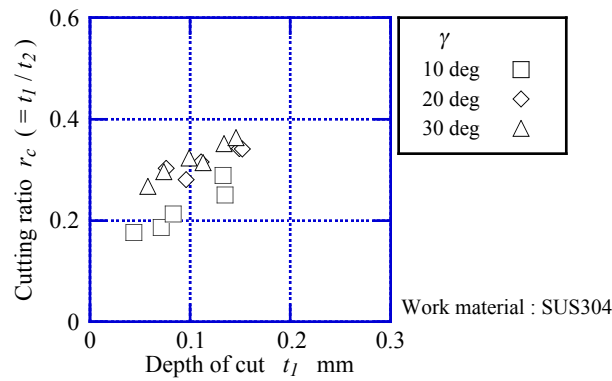 0.6
0.4
0.2
0
0
0.1
0.2
0.3
Cutting ratio r_c ( = t_1 / t_2 )
Depth of cut t_1 mm
γ
10 deg
20 deg
30 deg
Work material : SUS304